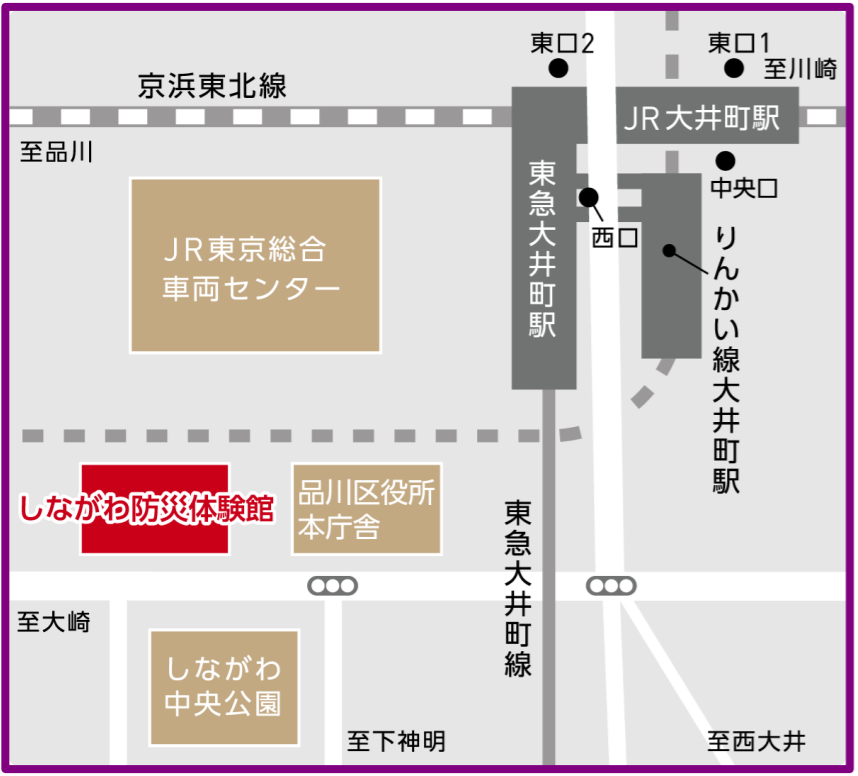 東口2
東口1
至川崎
京浜東北線
JR大井町駅
至品川
中央口
東急大井町駅
西口
りんかい線大井町駅
JR東京総合
車両センター
しながわ防災体験館
品川区役所
本庁舎
東急大井町線
至大崎
しながわ
中央公園
至下神明
至西大井